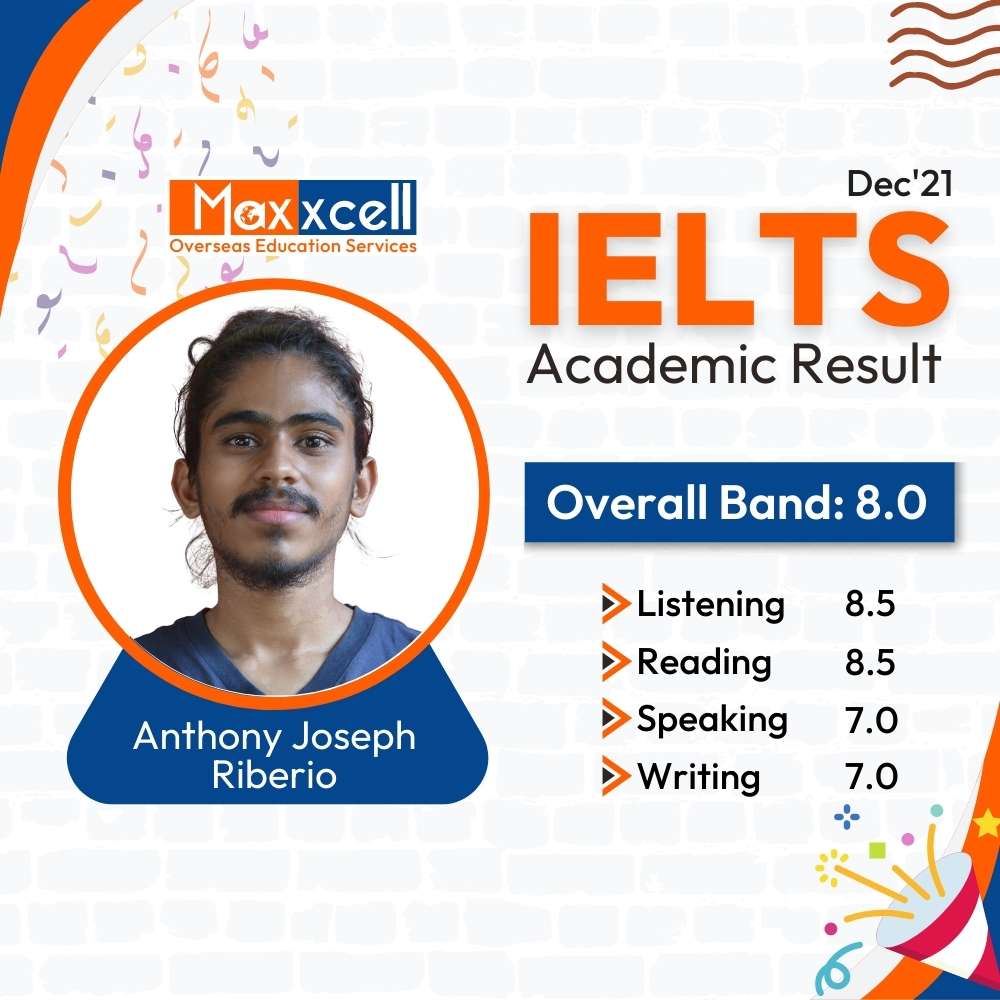 Maxxcell
Overseas Education Services
Dec'21
IELTS
Academic Result
Overall Band: 8.0
Listening 8.5
Reading 8.5
Speaking 7.0
Writing 7.0
Anthony Joseph
Riberio